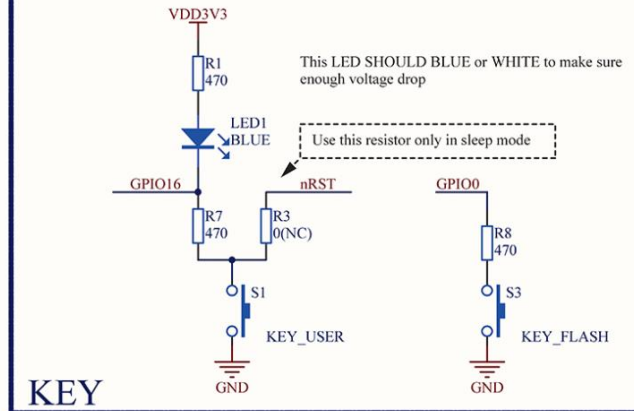 VDD3V3
R1
470
This LED SHOULD BLUE or WHITE to make sure
enough voltage drop
LED1
BLUE
Use this resistor only in sleep mode
GPIO16
nRST
GPIO0
R7
470
R3
0(NC)
R8
470
S1
S3
KEY_USER
KEY_FLASH
GND
GND
KEY